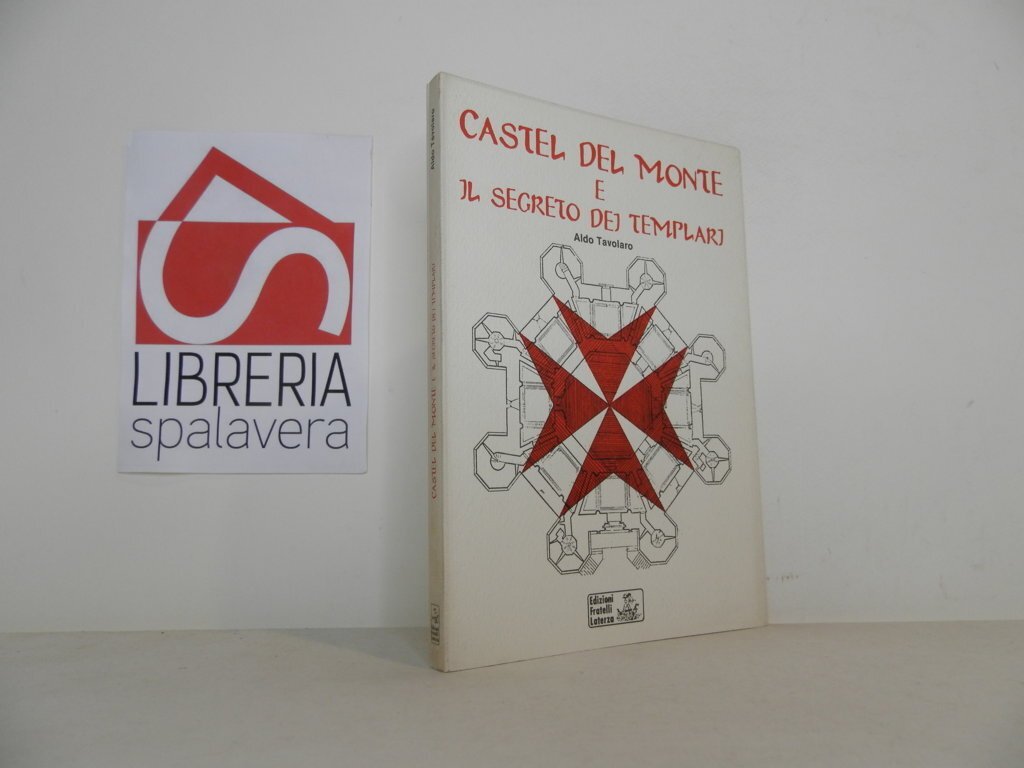 LIBRERIA
spalavera
CASTEL DEL MONTE
E
IL SEGRETO DEI TEMPLARI
Aldo Tavolaro
Edizioni
Fratelli
Laterza
Aldo Tavolaro
CASTEL DEL MONTE E IL SEGRETO DEI TEMPLARI